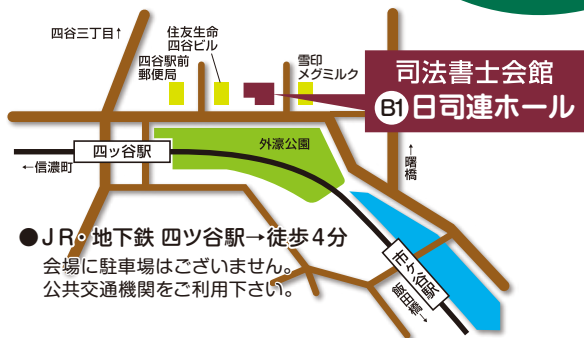 四谷三丁目↑
住友生命
四谷ビル
四谷駅前
郵便局
雪印
メグミルク
司法書士会館
B1日司連ホール
四ッ谷駅
←信濃町
外濠公園
↑曙橋
●JR・地下鉄 四ツ谷駅→徒歩4分
会場に駐車場はございません。
公共交通機関をご利用下さい。
市ケ谷駅
飯田橋→